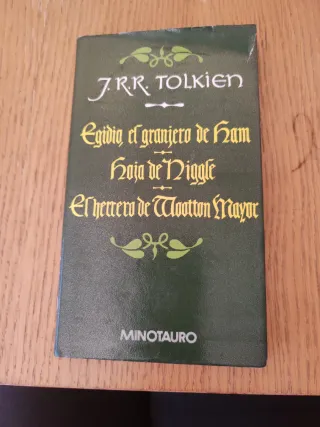 J.R.R. TOLKIEN
Egidio, el granjero de Ham
Hoja de Niggle
El herrero de Wootton Mayor
MINOTAURO